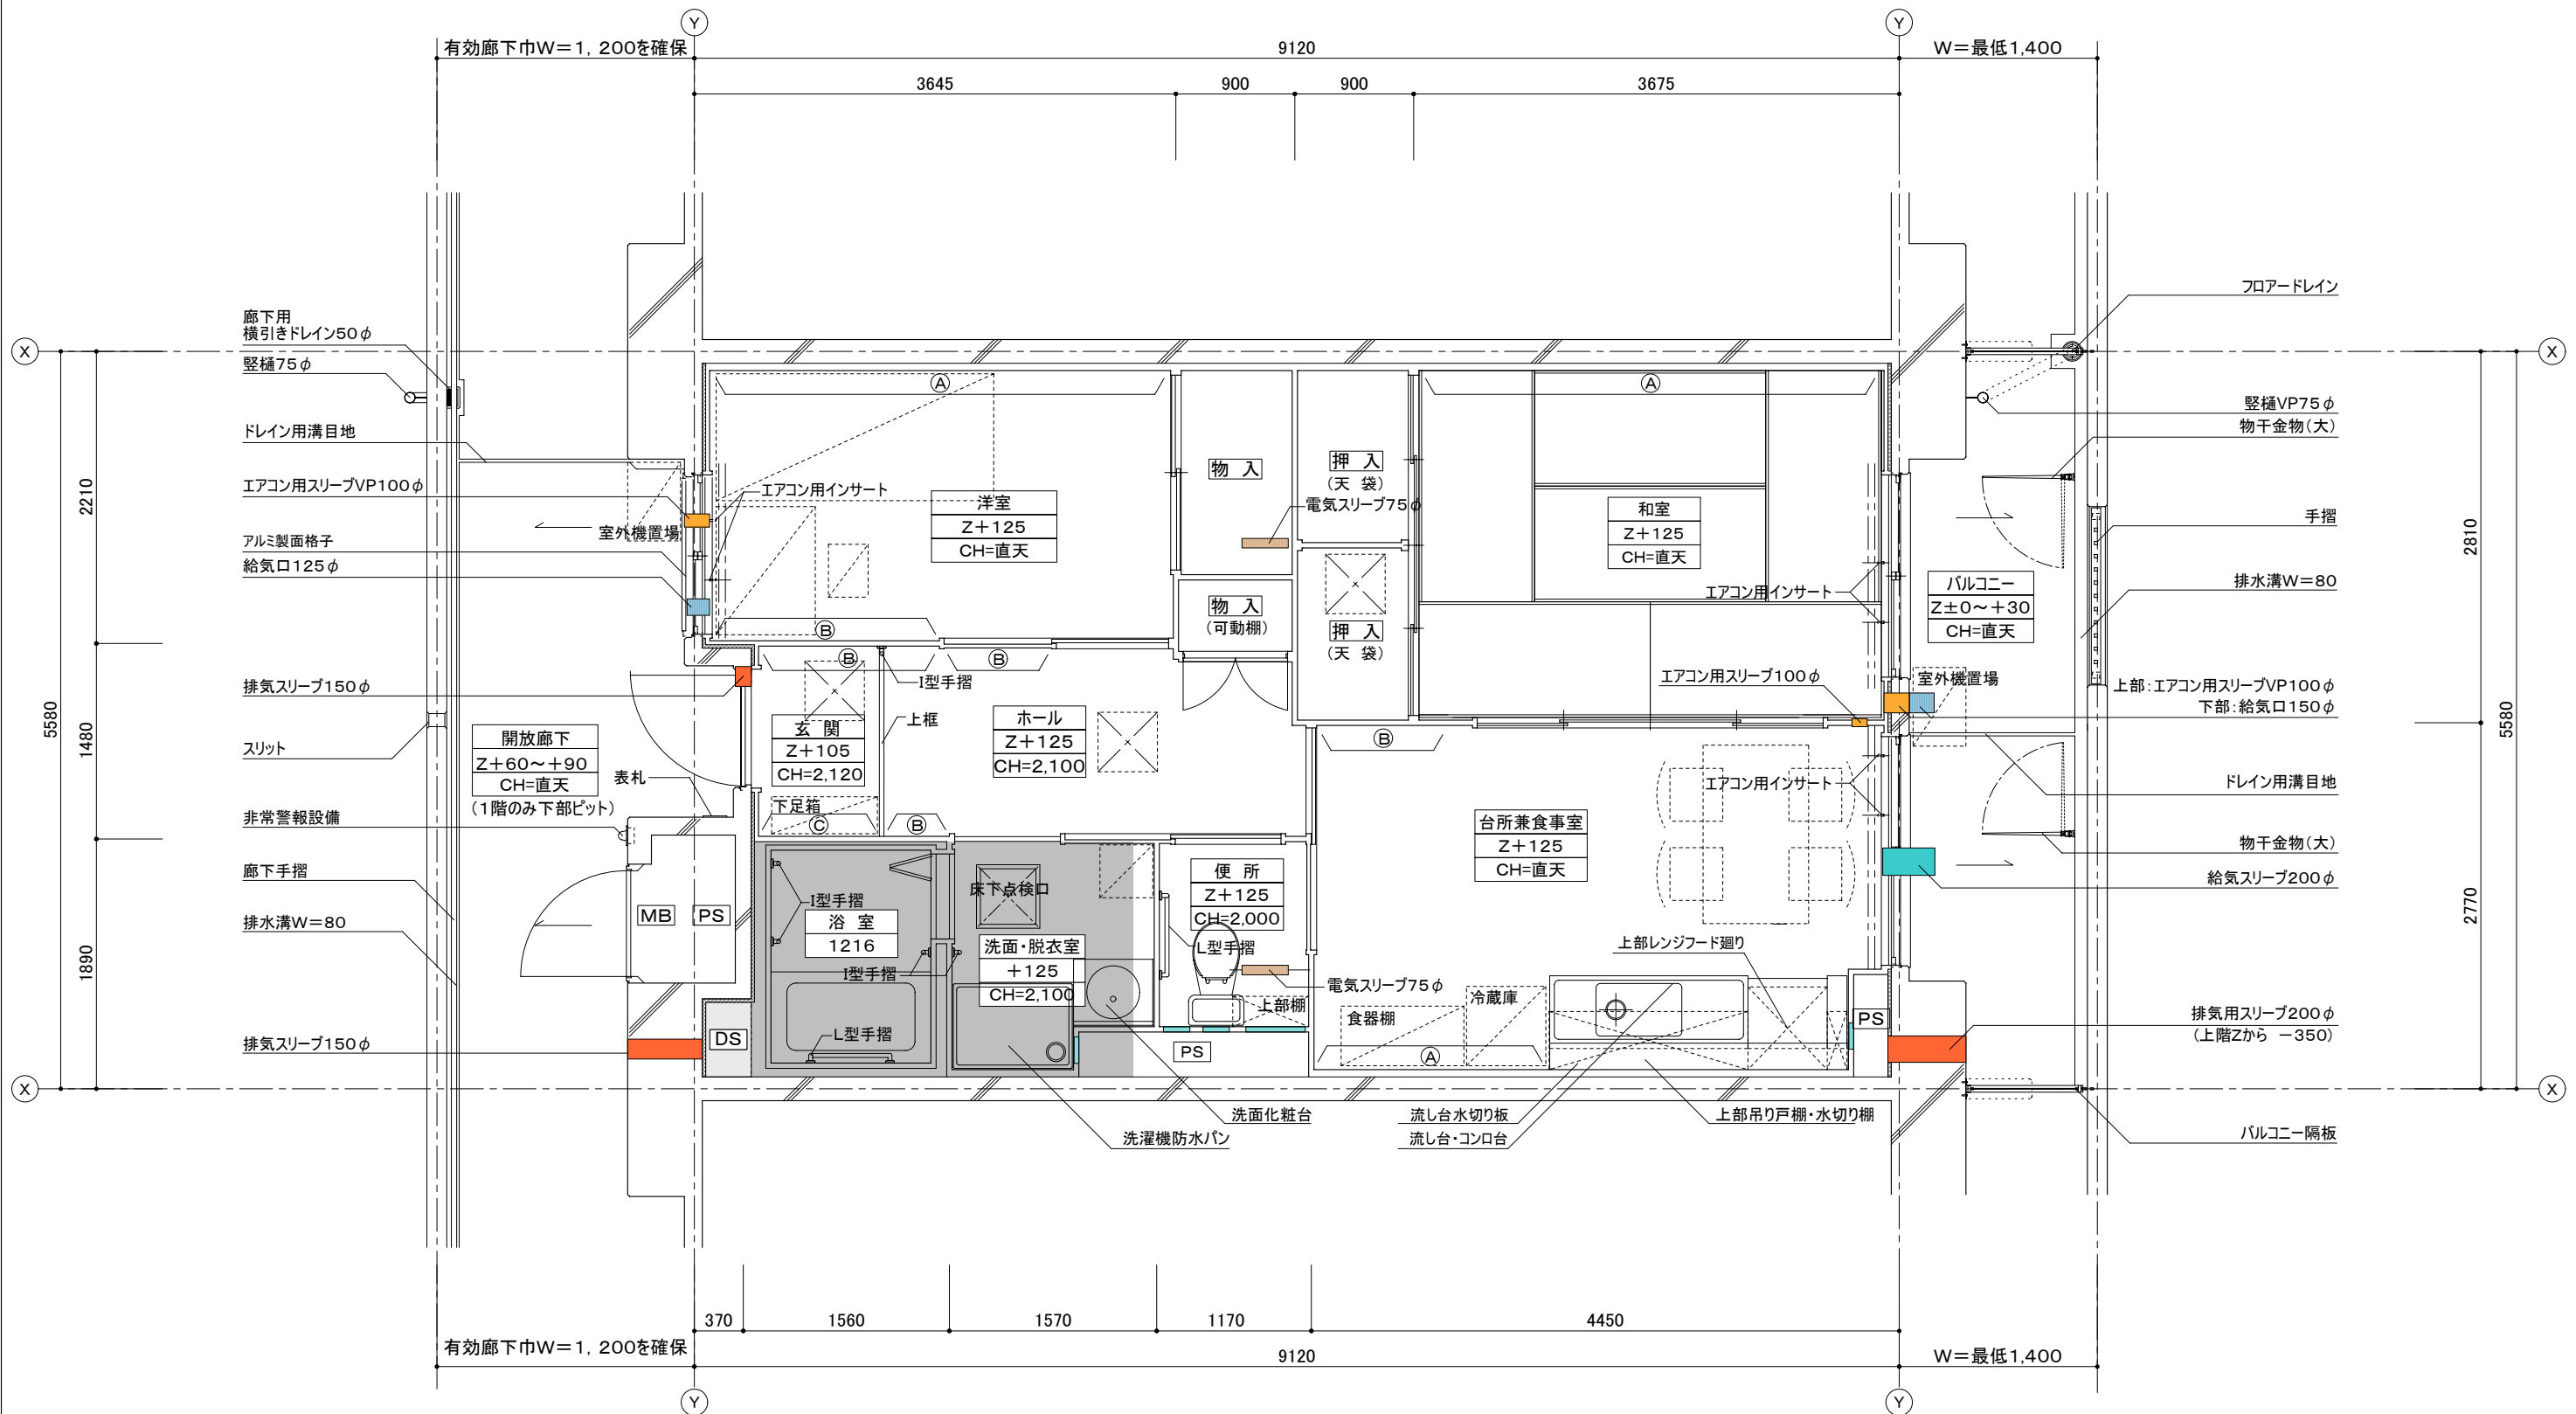 Y
Y
有効廊下巾W=1, 200を確保
9120
W=最低1,400
3645
900
900
3675
廊下用
横引きドレイン50φ
竪樋75φ
ドレイン用溝目地
エアコン用スリーブVP100φ
アルミ製面格子
給気口125φ
排気スリーブ150φ
スリット
非常警報設備
廊下手摺
排水溝W=80
排気スリーブ150φ
X
X
5580
2210
1480
1890
フロアードレイン
竪樋VP75φ
物干金物(大)
手摺
排水溝W=80
上部:エアコン用スリーブVP100φ
下部:給気口150φ
ドレイン用溝目地
物干金物(大)
給気スリーブ200φ
排気用スリーブ200φ
(上階Zから -350)
バルコニー隔板
X
X
2810
2770
5580
A
A
エアコン用インサート
室外機置場
洋室
Z+125
CH=直天
物 入
押 入
(天 袋)
電気スリーブ75φ
和室
Z+125
CH=直天
エアコン用インサート
バルコニー
Z±0~+30
CH=直天
物 入
(可動棚)
押 入
(天 袋)
B
B
B
I型手摺
エアコン用スリーブ100φ
室外機置場
開放廊下
Z+60~+90
CH=直天
(1階のみ下部ピット)
表札
玄 関
Z+105
CH=2,120
上框
ホール
Z+125
CH=2,100
下足箱
C
B
B
エアコン用インサート
台所兼食事室
Z+125
CH=直天
MB
PS
I型手摺
浴 室
1216
I型手摺
L型手摺
床下点検口
洗面・脱衣室
+125
CH=2,100
便 所
Z+125
CH=2,000
L型手摺
電気スリーブ75φ
上部棚
上部レンジフード廻り
冷蔵庫
食器棚
A
DS
PS
PS
洗面化粧台
洗濯機防水パン
流し台水切り板
流し台・コンロ台
上部吊り戸棚・水切り棚
370
1560
1570
1170
4450
有効廊下巾W=1, 200を確保
9120
W=最低1,400
Y
Y